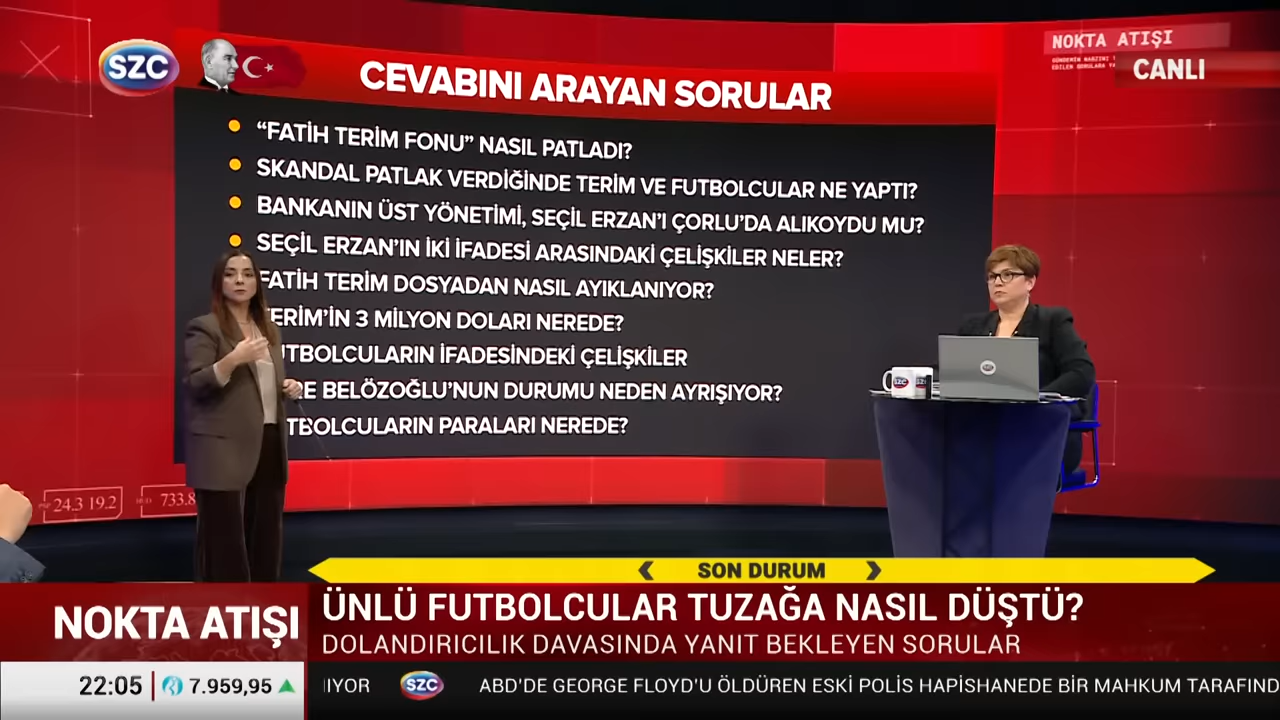 SZC
NOKTA ATIŞI
CANLI
CEVABINI ARAYAN SORULAR
“FATİH TERİM FONU” NASIL PATLADI?
SKANDAL PATLAK VERDİĞİNDE TERİM VE FUTBOLCULAR NE YAPTI?
BANKANIN ÜST YÖNETİMİ, SEÇİL ERZAN’I ÇORLU’DA ALIKOYDU MU?
SEÇİL ERZAN’IN İKİ İFADESİ ARASINDAKİ ÇELİŞKİLER NELER?
FATİH TERİM DOSYADAN NASIL AYIKLANIYOR?
TERİM’İN 3 MİLYON DOLARI NEREDE?
UTBOLCULARIN İFADESİNDEKİ ÇELİŞKİLER
RE BELÖZOĞLU’NUN DURUMU NEDEN AYRIŞIYOR?
TBOLCULARIN PARALARI NEREDE?
SZC SZC
24.3 19.2 733.8
SON DURUM
NOKTA ATIŞI
ÜNLÜ FUTBOLCULAR TUZAĞA NASIL DÜŞTÜ?
DOLANDIRICILIK DAVASINDA YANIT BEKLEYEN SORULAR
22:05 7.959,95
IYOR SZC ABD'DE GEORGE FLOYD'U ÖLDÜREN ESKİ POLİS HAPİSHANEDE BİR MAHKUM TARAFIND